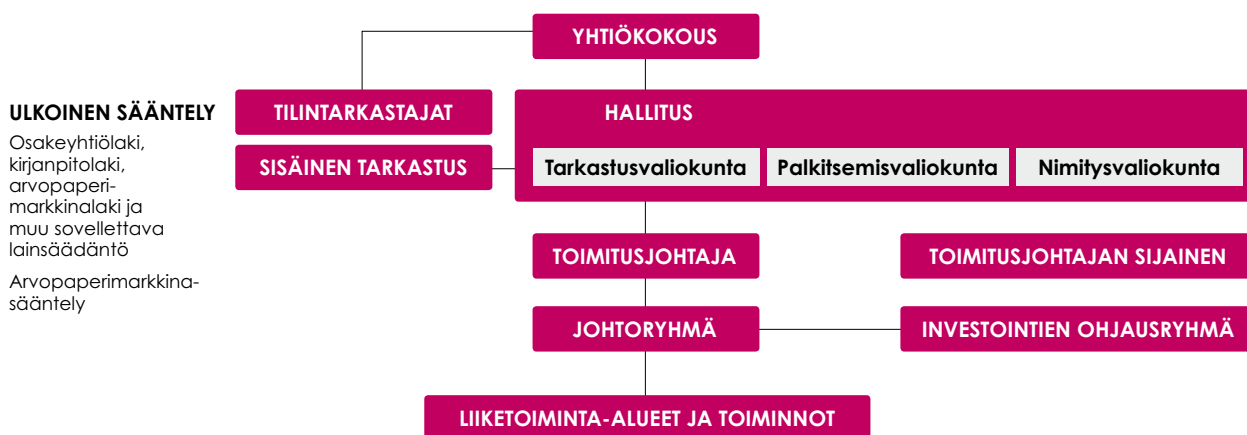 YHTIÖKOKOUS
ULKOINEN SÄÄNTELY
Osakeyhtiölaki,
kirjanpitolaki,
arvopaperi-
markkinalaki ja
muu sovellettava
lainsäädäntö
Arvopaperimarkkina-
sääntely
TILINTARKASTAJAT
SISÄINEN TARKASTUS
HALLITUS
Tarkastusvaliokunta
Palkitsemisvaliokunta
Nimitysvaliokunta
TOIMITUSJOHTAJA
TOIMITUSJOHTAJAN SIJAINEN
JOHTORYHMÄ
INVESTOINTIEN OHJAUSRYHMÄ
LIIKETOIMINTA-ALUEET JA TOIMINNOT